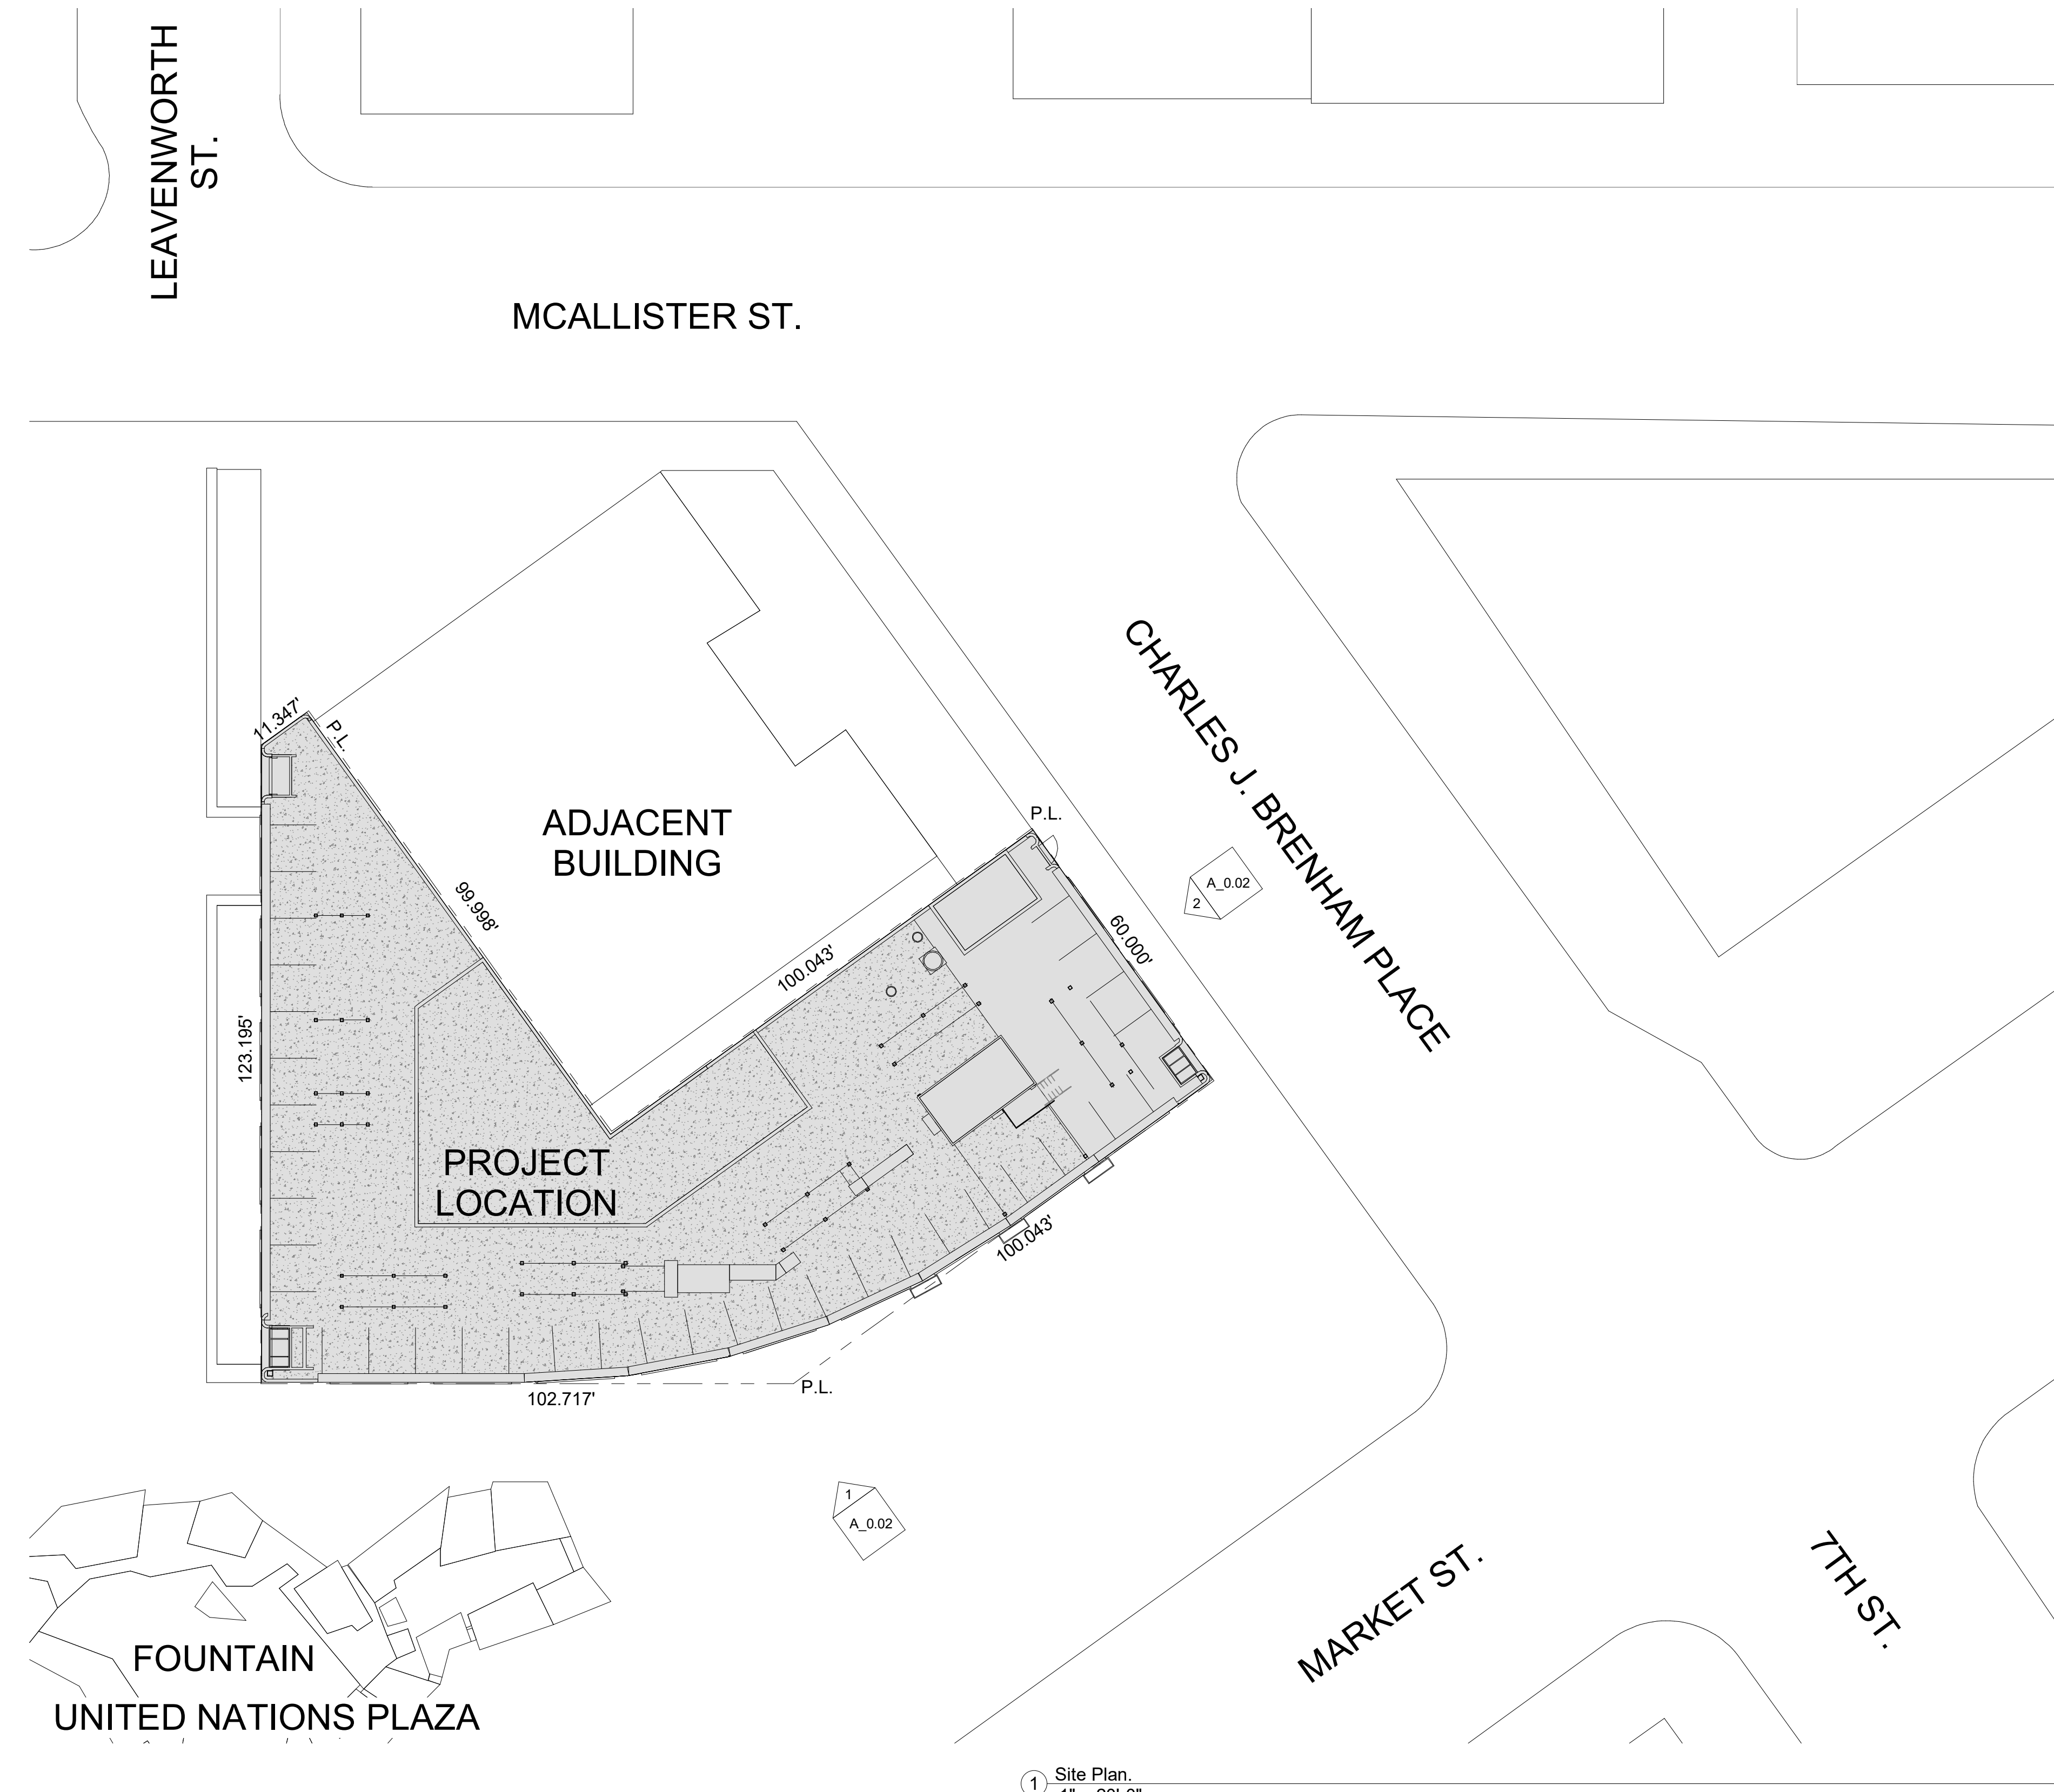 LEAVENWORTH
ST.
MCALLISTER ST.
CHARLES J. BRENHAM PLACE
11.347'
P.L.
ADJACENT
BUILDING
P.L.
A_0.02
2
99.998'
60.000'
100.043'
123.195'
PROJECT
LOCATION
100.043'
P.L.
102.717'
1
A_0.02
MARKET ST.
7TH ST.
FOUNTAIN
UNITED NATIONS PLAZA
1
Site Plan.